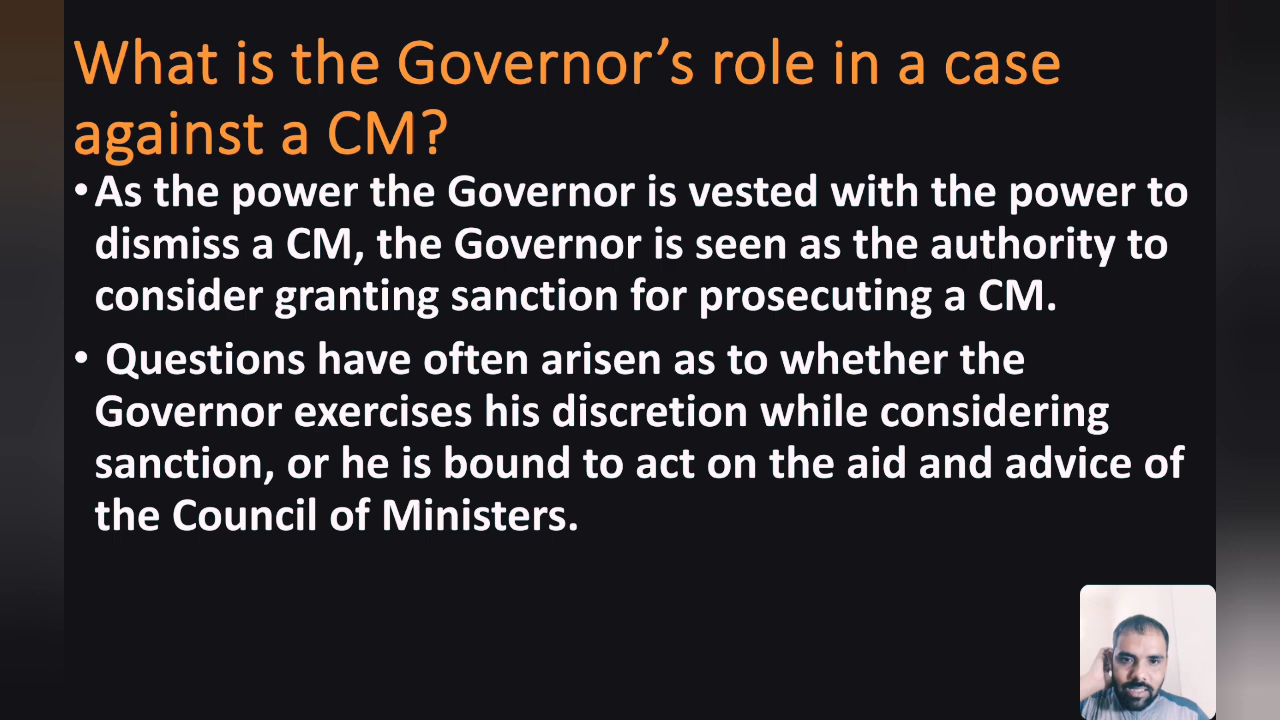 What is the Governor’s role in a case
against a CM?
• As the power the Governor is vested with the power to
dismiss a CM, the Governor is seen as the authority to
consider granting sanction for prosecuting a CM.
• Questions have often arisen as to whether the
Governor exercises his discretion while considering
sanction, or he is bound to act on the aid and advice of
the Council of Ministers.